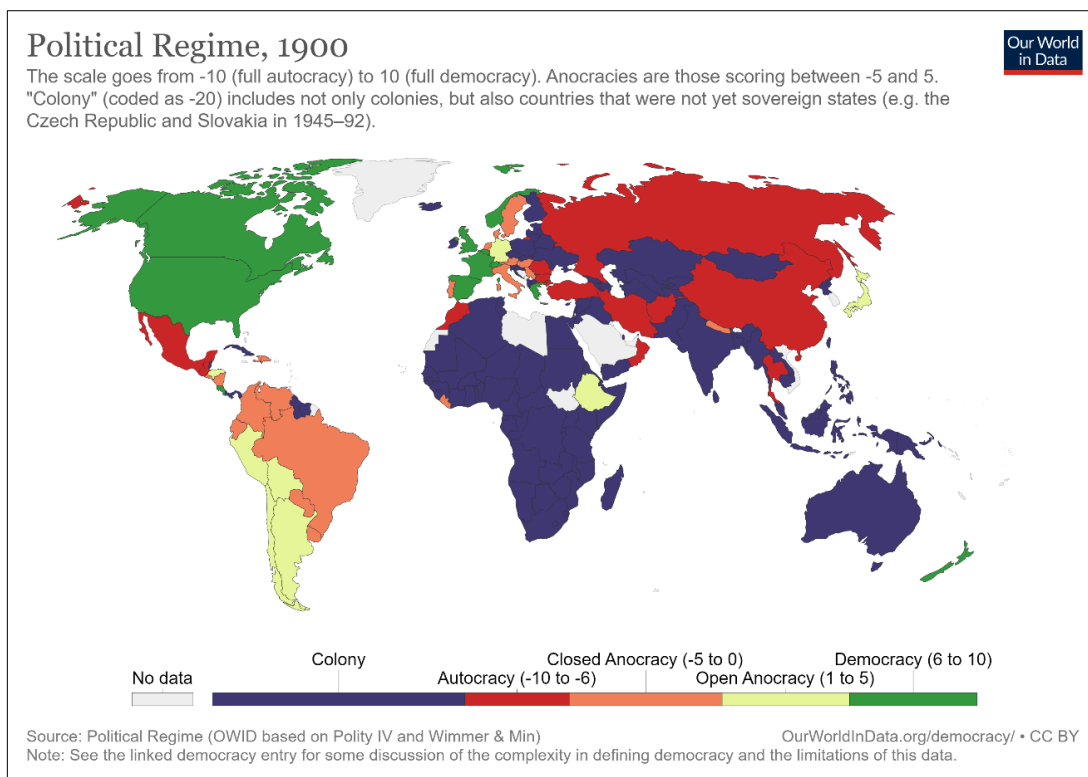 Political Regime, 1900
Our World
in Data
The scale goes from -10 (full autocracy) to 10 (full democracy). Anocracies are those scoring between -5 and 5.
"Colony" (coded as -20) includes not only colonies, but also countries that were not yet sovereign states (e.g. the
Czech Republic and Slovakia in 1945–92).
Colony
Closed Anocracy (-5 to 0)
Democracy (6 to 10)
No data
Autocracy (-10 to -6)
Open Anocracy (1 to 5)
Source: Political Regime (OWID based on Polity IV and Wimmer & Min)
OurWorldInData.org/democracy/ • CC BY
Note: See the linked democracy entry for some discussion of the complexity in defining democracy and the limitations of this data.